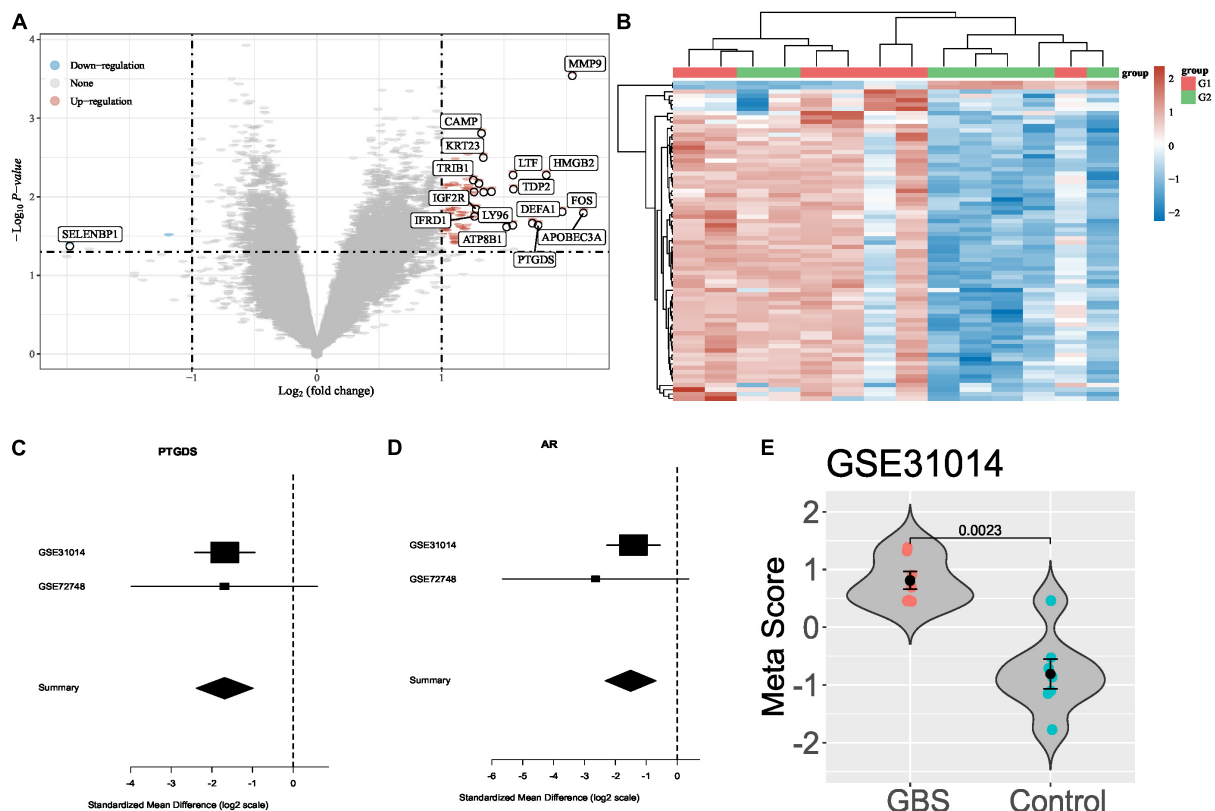 A
4
3
2
1
0
−Log10 P−value
Down−regulation
None
Up−regulation
MMP9
CAMP
KRT23
TRIB1
LTF
HMGB2
TDP2
IGF2R
IFRD1
LY96
DEFA1
FOS
ATP8B1
APOBEC3A
PTGDS
SELENBP1
−1
0
1
Log2 (fold change)
B
group
2
1
0
−1
−2
group
G1
G2
C
PTGDS
GSE31014
GSE72748
Summary
-4
-3
-2
-1
0
Standardized Mean Difference (log2 scale)
D
AR
GSE31014
GSE72748
Summary
-6
-5
-4
-3
-2
-1
0
Standardized Mean Difference (log2 scale)
E
GSE31014
Meta Score
2
1
0
-1
-2
0.0023
GBS
Control